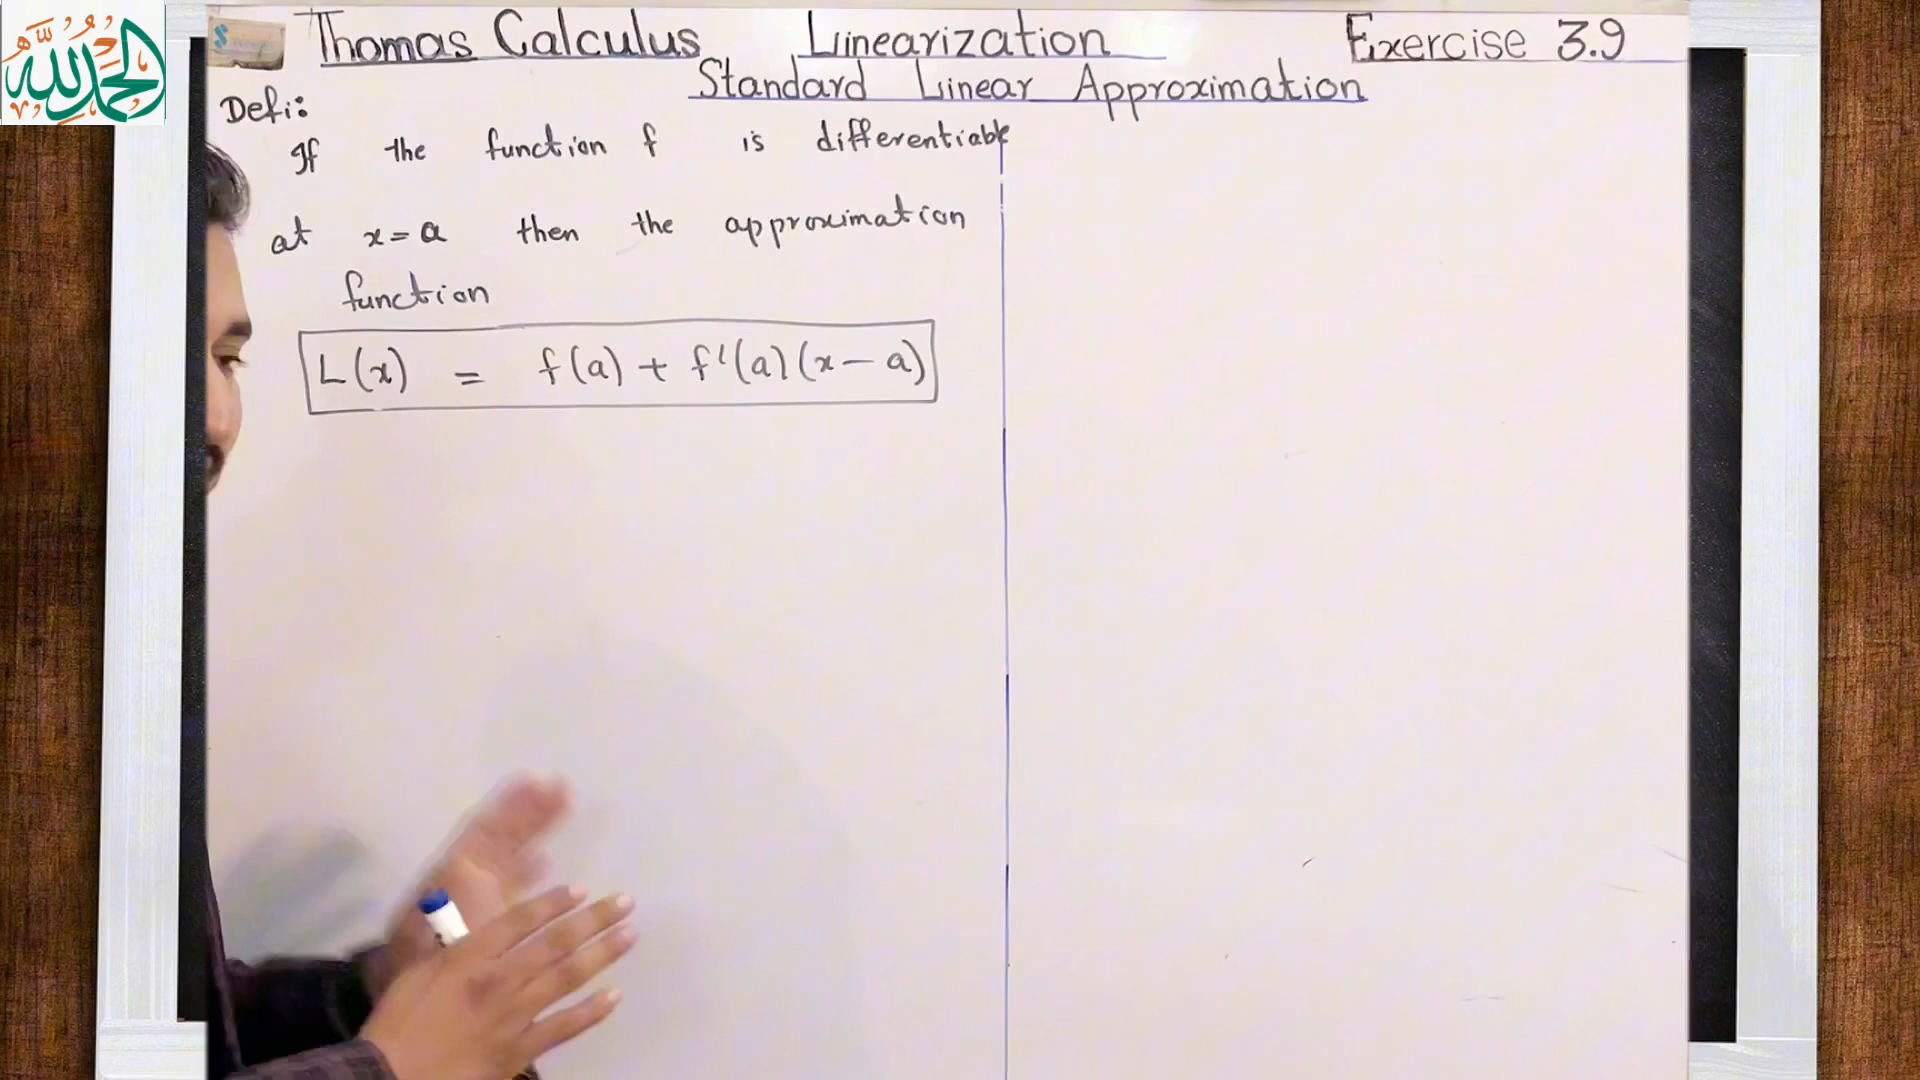 الحمد لله
Thomas Calculus Linearization Exercise 3.9
Standard Linear Approximation
Defi:
If the function f is differentiable
at x = a then the approximation
function
L(x) = f(a) + f'(a)(x - a)